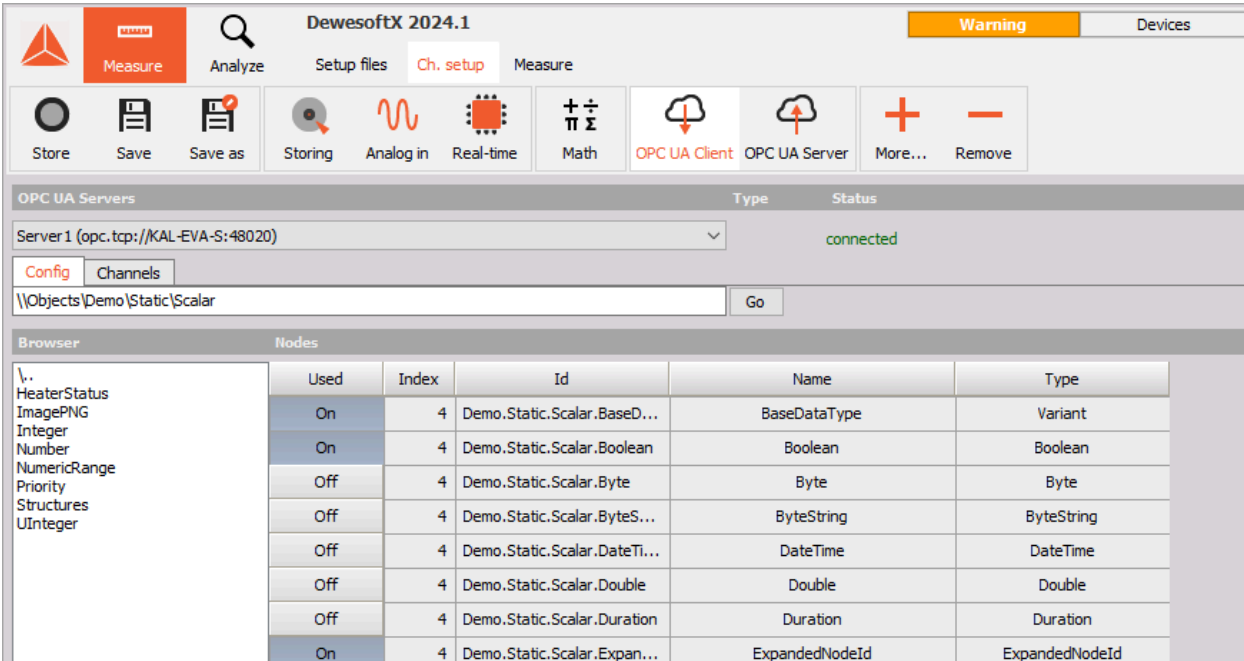 DewesoftX 2024.1
Warning Devices
Measure Analyze Setup files Ch. setup Measure
Store Save Save as Storing Analog in Real-time Math OPC UA Client OPC UA Server More... Remove
OPC UA Servers Type Status
Server1 (opc.tcp://KAL-EVA-S:48020) connected
Config Channels
\\Objects\Demo\Static\Scalar Go
Browser Nodes
\..
HeaterStatus
ImagePNG
Integer
Number
NumericRange
Priority
Structures
UInteger
Used Index Id Name Type
On 4 Demo.Static.Scalar.BaseD... BaseDataType Variant
On 4 Demo.Static.Scalar.Boolean Boolean Boolean
Off 4 Demo.Static.Scalar.Byte Byte Byte
Off 4 Demo.Static.Scalar.ByteS... ByteString ByteString
Off 4 Demo.Static.Scalar.DateTi... DateTime DateTime
Off 4 Demo.Static.Scalar.Double Double Double
Off 4 Demo.Static.Scalar.Duration Duration Duration
On 4 Demo.Static.Scalar.Expan... ExpandedNodeId ExpandedNodeId